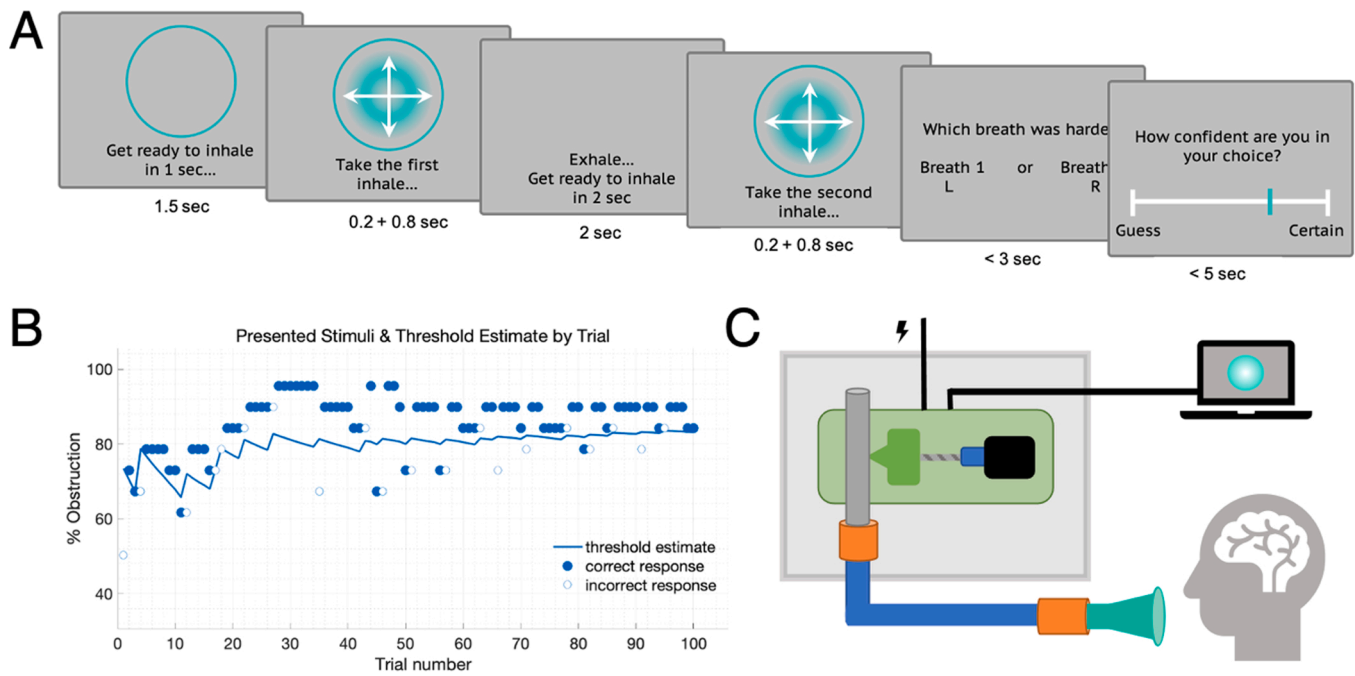 A
Get ready to inhale
in 1 sec...
1.5 sec
Take the first
inhale...
0.2 + 0.8 sec
Exhale...
Get ready to inhale
in 2 sec
2 sec
Take the second
inhale...
0.2 + 0.8 sec
Which breath was harde
Breath 1 or Breath
L R
< 3 sec
How confident are you in
your choice?
Guess Certain
< 5 sec
B
Presented Stimuli & Threshold Estimate by Trial
% Obstruction
100
80
60
40
threshold estimate
correct response
incorrect response
0 10 20 30 40 50 60 70 80 90 100
Trial number
C